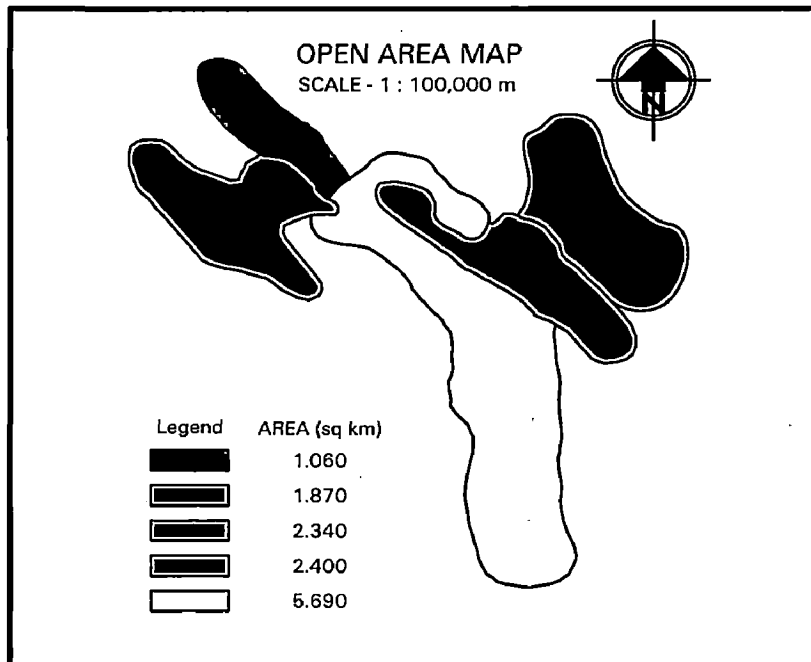 OPEN AREA MAP
SCALE - 1 : 100,000 m
N
Legend AREA (sq km)
1.060
1.870
2.340
2.400
5.690